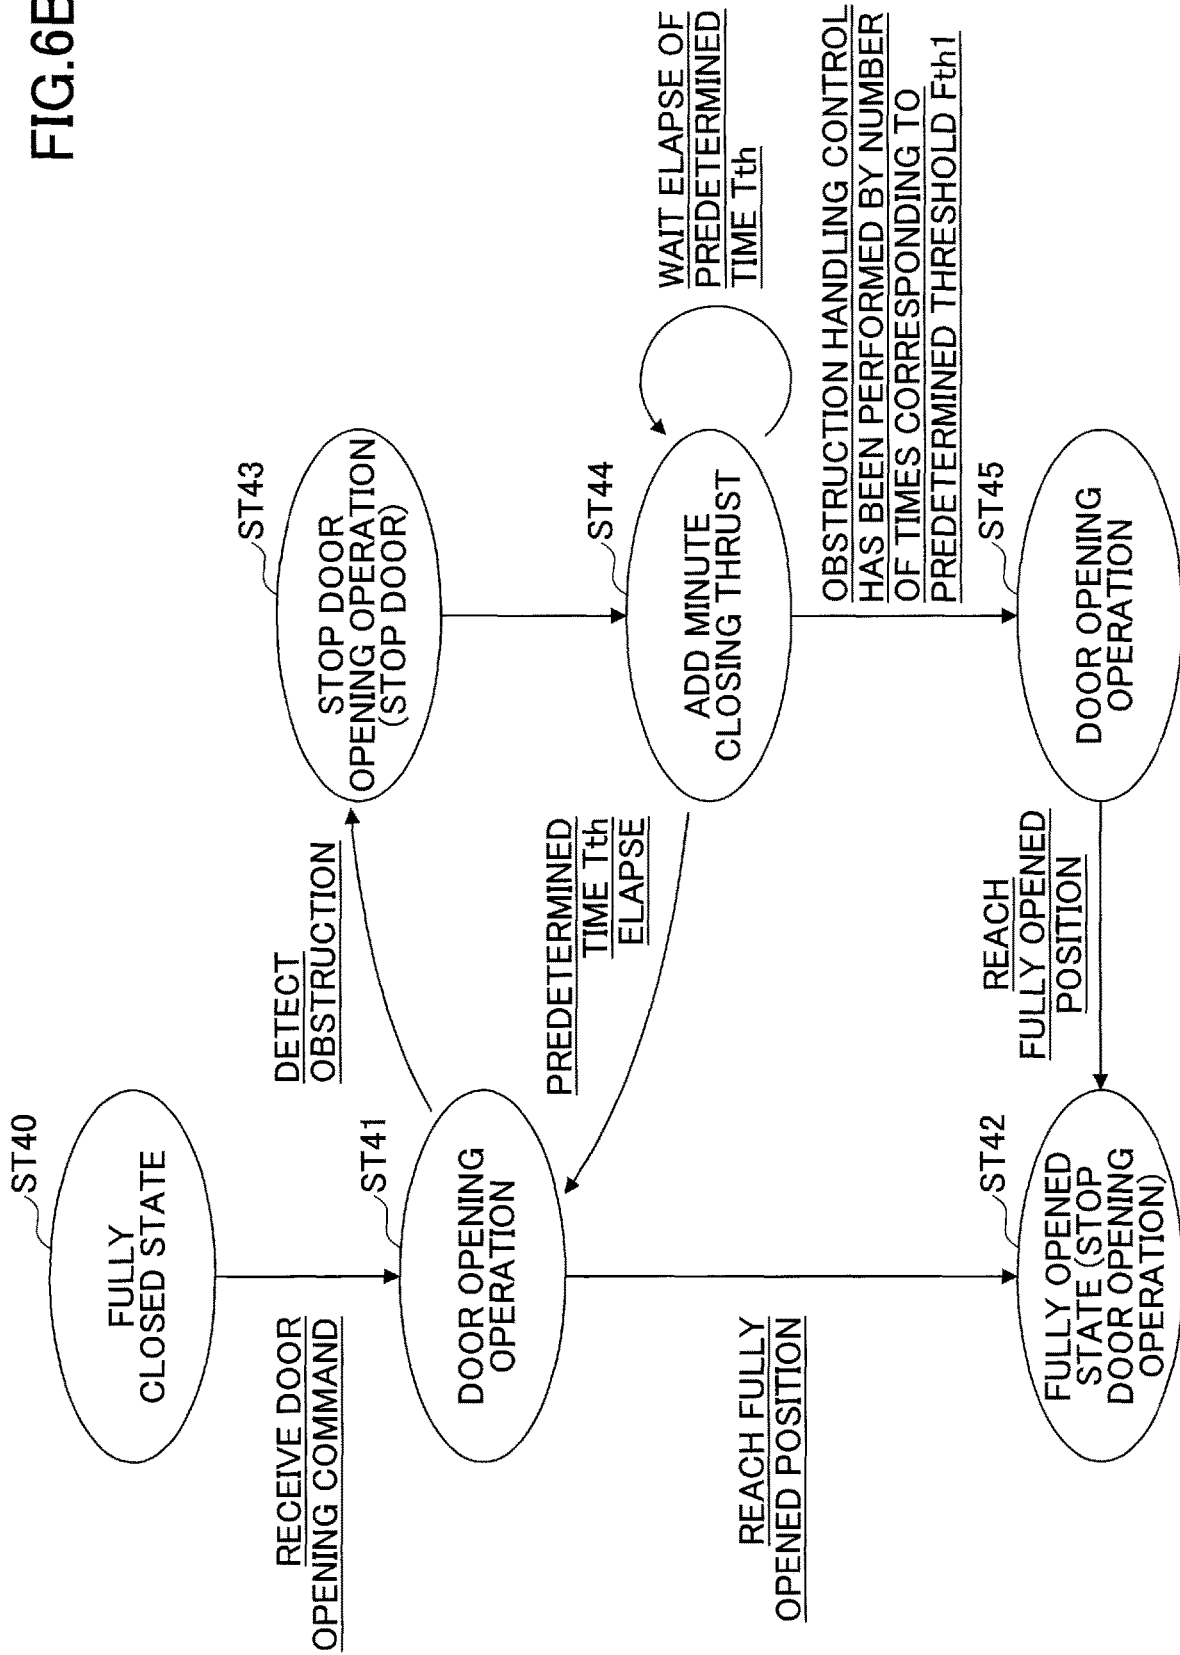 FIG.6B
ST40
FULLY
CLOSED STATE
RECEIVE DOOR
OPENING COMMAND
ST41
DOOR OPENING
OPERATION
DETECT
OBSTRUCTION
ST43
STOP DOOR
OPENING OPERATION
(STOP DOOR)
PREDETERMINED
TIME Tth
ELAPSE
ST44
ADD MINUTE
CLOSING THRUST
WAIT ELAPSE OF
PREDETERMINED
TIME Tth
REACH FULLY
OPENED POSITION
OBSTRUCTION HANDLING CONTROL
HAS BEEN PERFORMED BY NUMBER
OF TIMES CORRESPONDING TO
PREDETERMINED THRESHOLD Fth1
ST42
FULLY OPENED
STATE (STOP
DOOR OPENING
OPERATION)
REACH
FULLY OPENED
POSITION
ST45
DOOR OPENING
OPERATION